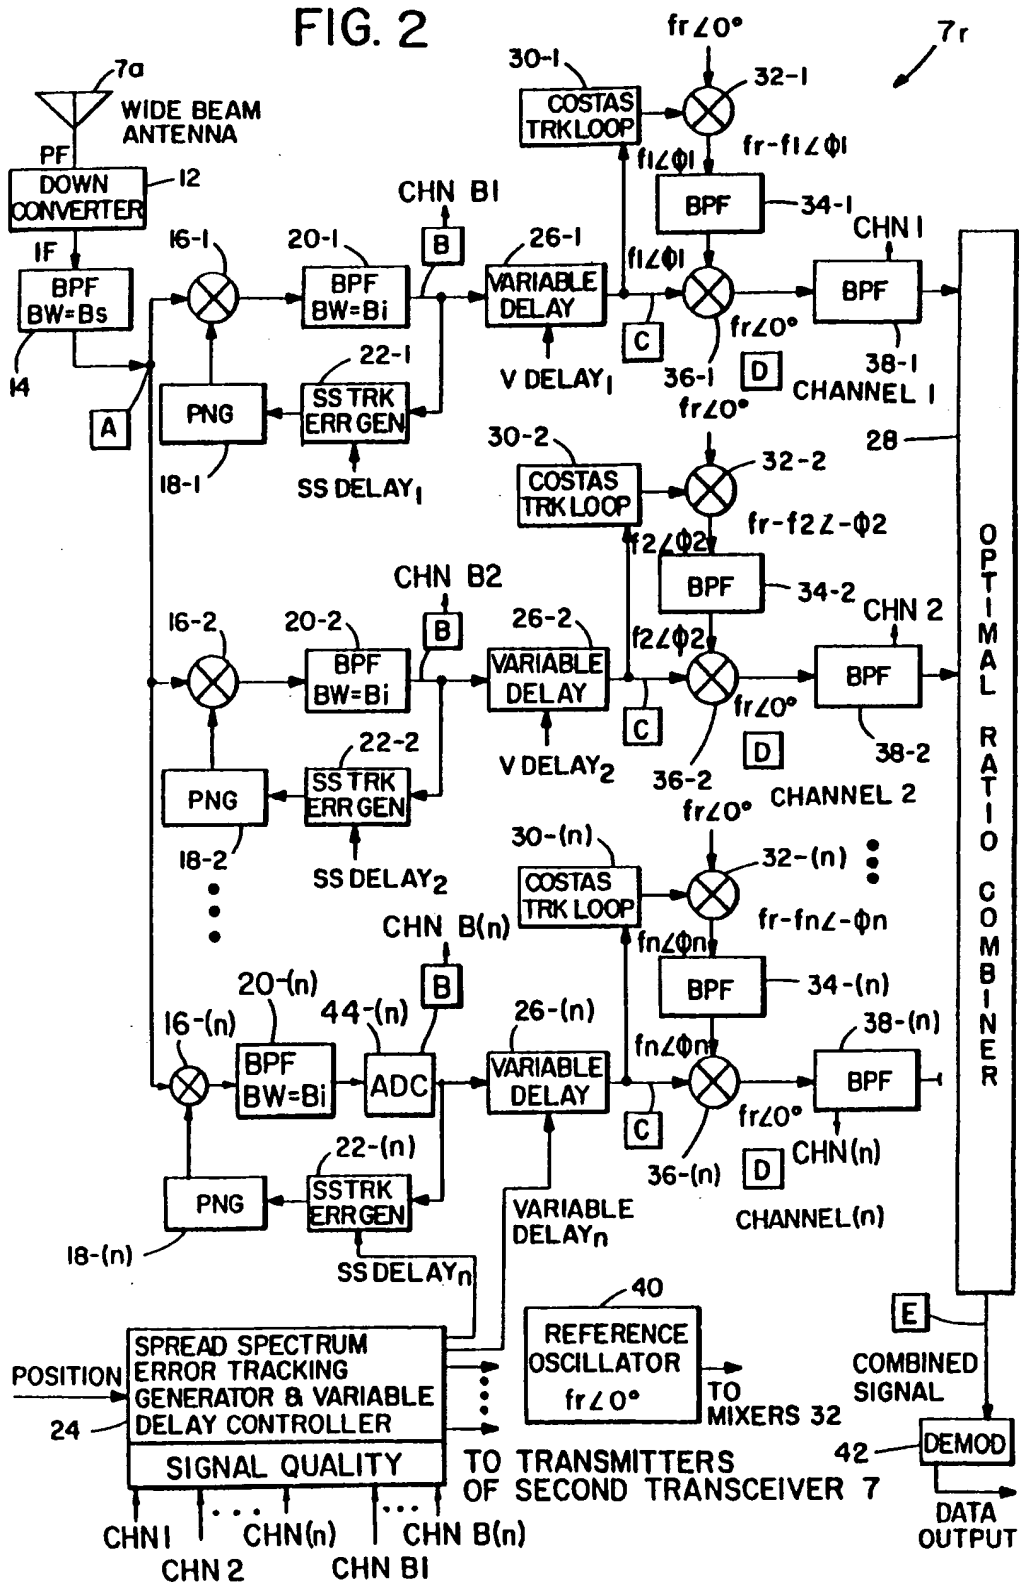 FIG. 2
7r
7a
WIDE BEAM
ANTENNA
PF
DOWN
CONVERTER
12
IF
BPF
BW=Bs
14
A
16-1
20-1
BPF
BW=Bi
CHN B1
B
22-1
SS TRK
ERR GEN
PNG
18-1
SS DELAY1
26-1
VARIABLE
DELAY
V DELAY1
30-1
COSTAS
TRK LOOP
fr∠0°
32-1
fr-f1∠ϕ1
f1∠ϕ1
BPF
34-1
f1∠ϕ1
C
fr∠0°
36-1
D
CHN 1
BPF
38-1
CHANNEL 1
28
OPTIMAL RATIO COMBINER
16-2
20-2
BPF
BW=Bi
CHN B2
B
22-2
SS TRK
ERR GEN
PNG
18-2
SS DELAY2
26-2
VARIABLE
DELAY
V DELAY2
30-2
COSTAS
TRK LOOP
fr∠0°
32-2
fr-f2∠-ϕ2
f2∠ϕ2
BPF
34-2
f2∠ϕ2
C
fr∠0°
36-2
D
CHN 2
BPF
38-2
CHANNEL 2
16-(n)
20-(n)
BPF
BW=Bi
44-(n)
ADC
CHN B(n)
B
22-(n)
SS TRK
ERR GEN
PNG
18-(n)
SS DELAYn
26-(n)
VARIABLE
DELAY
VARIABLE
DELAYn
30-(n)
COSTAS
TRK LOOP
fr∠0°
32-(n)
fr-fn∠-ϕn
fn∠ϕn
BPF
34-(n)
fn∠ϕn
C
fr∠0°
36-(n)
D
38-(n)
BPF
CHN(n)
CHANNEL(n)
POSITION
24
SPREAD SPECTRUM
ERROR TRACKING
GENERATOR & VARIABLE
DELAY CONTROLLER
SIGNAL QUALITY
CHN 1
CHN 2
CHN(n)
CHN B1
CHN B(n)
40
REFERENCE
OSCILLATOR
fr∠0°
TO
MIXERS 32
TO TRANSMITTERS
OF SECOND TRANSCEIVER 7
E
COMBINED
SIGNAL
42
DEMOD
DATA
OUTPUT